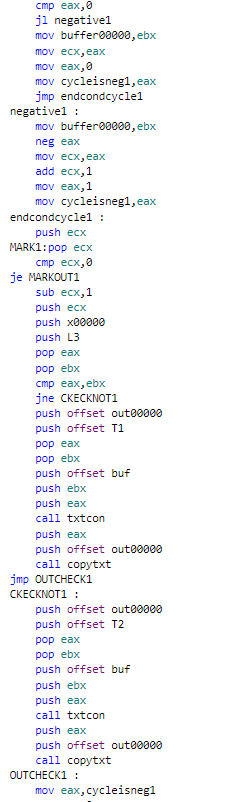 cmp eax,0
jl negative1
mov buffer00000,ebx
mov ecx,eax
mov eax,0
mov cycleisneg1,eax
jmp endcondcycle1
negative1 :
mov buffer00000,ebx
neg eax
mov ecx,eax
add ecx,1
mov eax,1
mov cycleisneg1,eax
endcondcycle1 :
push ecx
MARK1:pop ecx
cmp ecx,0
je MARKOUT1
sub ecx,1
push ecx
push x00000
push L3
pop eax
pop ebx
cmp eax,ebx
jne CKECKNOT1
push offset out00000
push offset T1
pop eax
pop ebx
push offset buf
push ebx
push eax
call txtcon
push eax
push offset out00000
call copytxt
jmp OUTCHECK1
CKECKNOT1 :
push offset out00000
push offset T2
pop eax
pop ebx
push offset buf
push ebx
push eax
call txtcon
push eax
push offset out00000
call copytxt
OUTCHECK1 :
mov eax,cycleisneg1